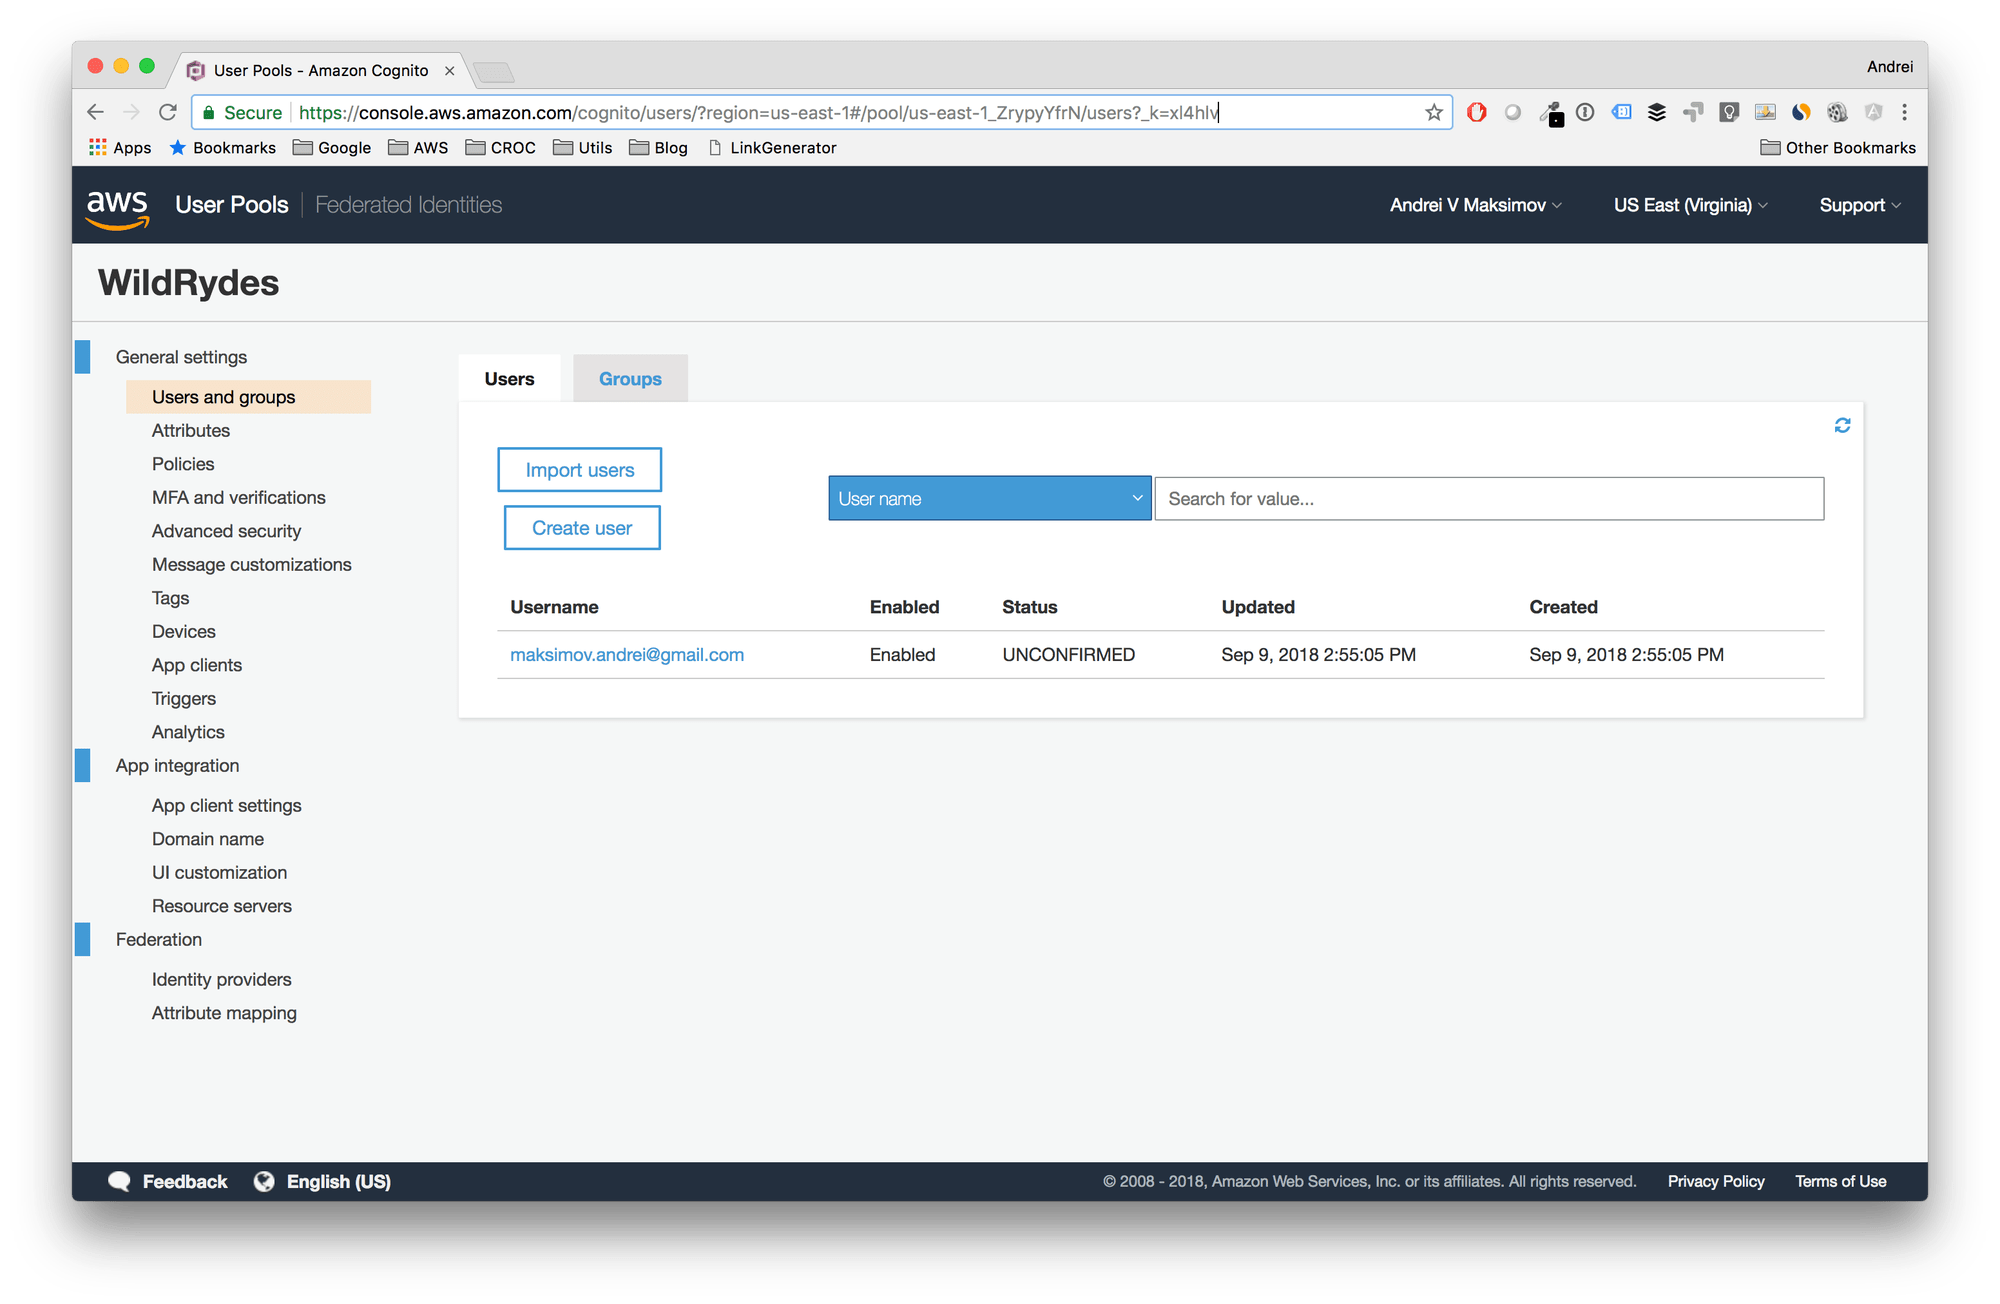 User Pools - Amazon Cognito
Andrei
Secure https://console.aws.amazon.com/cognito/users/?region=us-east-1#/pool/us-east-1_ZrypyYfrN/users?_k=xl4hlv
Apps Bookmarks Google AWS CROC Utils Blog LinkGenerator Other Bookmarks
aws User Pools Federated Identities Andrei V Maksimov US East (Virginia) Support
WildRydes
General settings
Users and groups
Attributes
Policies
MFA and verifications
Advanced security
Message customizations
Tags
Devices
App clients
Triggers
Analytics
App integration
App client settings
Domain name
UI customization
Resource servers
Federation
Identity providers
Attribute mapping
Users Groups
Import users
Create user
User name Search for value...
Username Enabled Status Updated Created
maksimov.andrei@gmail.com Enabled UNCONFIRMED Sep 9, 2018 2:55:05 PM Sep 9, 2018 2:55:05 PM
Feedback English (US) © 2008 - 2018, Amazon Web Services, Inc. or its affiliates. All rights reserved. Privacy Policy Terms of Use